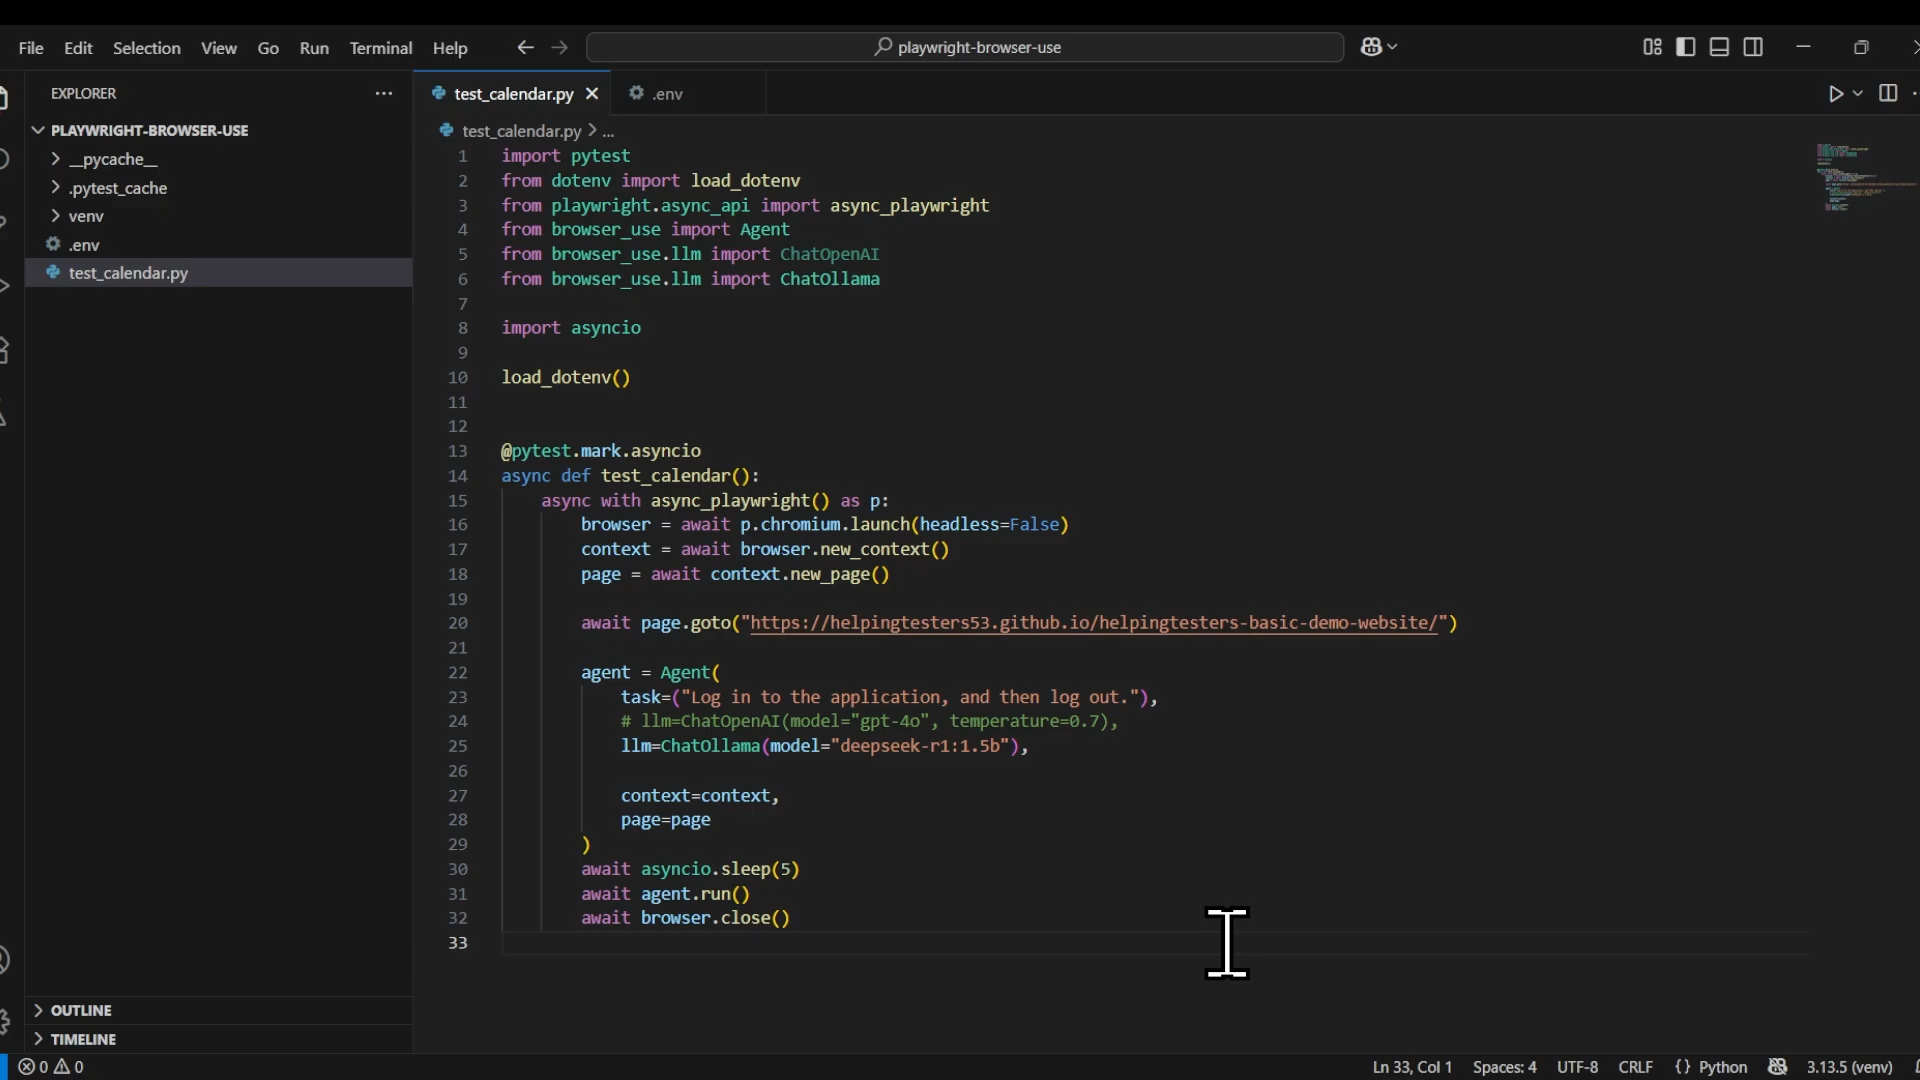 File Edit Selection View Go Run Terminal Help
playwright-browser-use
EXPLORER
PLAYWRIGHT-BROWSER-USE
__pycache__
.pytest_cache
venv
.env
test_calendar.py
OUTLINE
TIMELINE
test_calendar.py
.env
test_calendar.py > ...
1 import pytest
2 from dotenv import load_dotenv
3 from playwright.async_api import async_playwright
4 from browser_use import Agent
5 from browser_use.llm import ChatOpenAI
6 from browser_use.llm import ChatOllama
7
8 import asyncio
9
10 load_dotenv()
11
12
13 @pytest.mark.asyncio
14 async def test_calendar():
15 async with async_playwright() as p:
16 browser = await p.chromium.launch(headless=False)
17 context = await browser.new_context()
18 page = await context.new_page()
19
20 await page.goto("https://helpingtesters53.github.io/helpingtesters-basic-demo-website/")
21
22 agent = Agent(
23 task=("Log in to the application, and then log out."),
24 # llm=ChatOpenAI(model="gpt-4o", temperature=0.7),
25 llm=ChatOllama(model="deepseek-r1:1.5b"),
26
27 context=context,
28 page=page
29 )
30 await asyncio.sleep(5)
31 await agent.run()
32 await browser.close()
33
0 0
Ln 33, Col 1 Spaces: 4 UTF-8 CRLF {} Python 3.13.5 (venv)